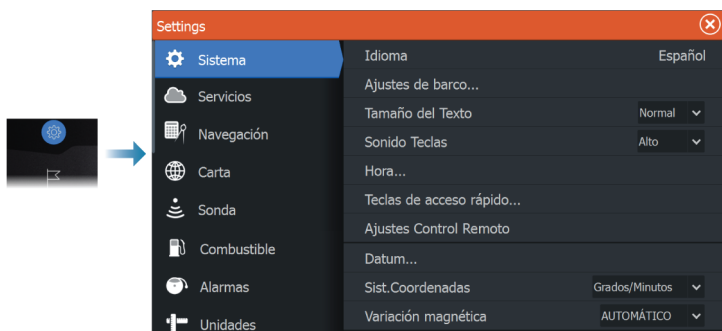 Settings
Sistema
Servicios
Navegación
Carta
Sonda
Combustible
Alarmas
Unidades
Idioma Español
Ajustes de barco...
Tamaño del Texto Normal
Sonido Teclas Alto
Hora...
Teclas de acceso rápido...
Ajustes Control Remoto
Datum...
Sist.Coordenadas Grados/Minutos
Variación magnética AUTOMÁTICO